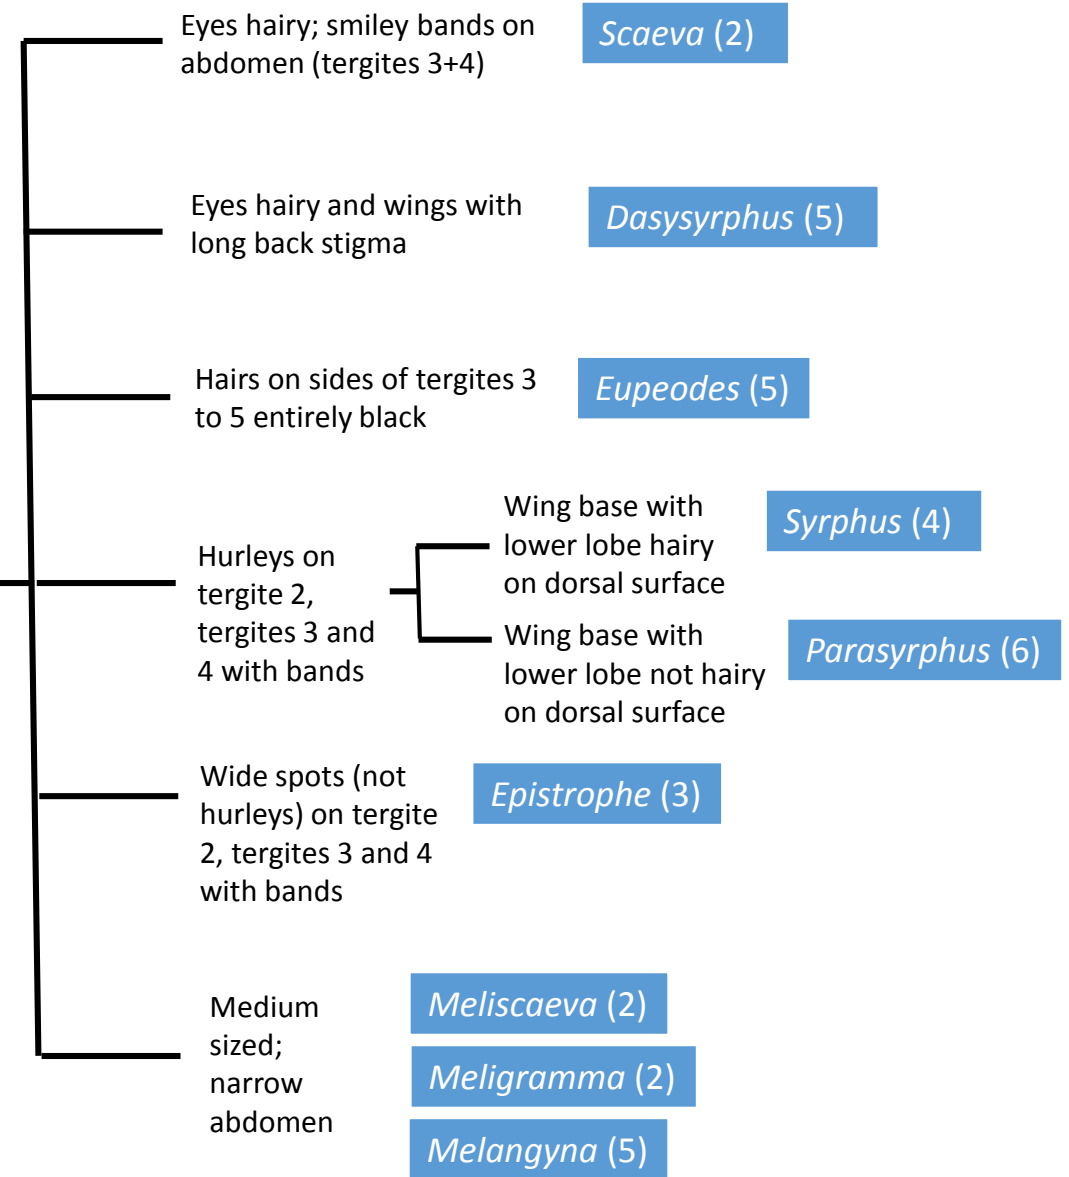 Eyes hairy; smiley bands on
abdomen (tergites 3+4)
Scaeva (2)
Eyes hairy and wings with
long back stigma
Dasysyrphus (5)
Hairs on sides of tergites 3
to 5 entirely black
Eupeodes (5)
Hurleys on
tergite 2,
tergites 3 and
4 with bands
Wing base with
lower lobe hairy
on dorsal surface
Syrphus (4)
Wing base with
lower lobe not hairy
on dorsal surface
Parasyrphus (6)
Wide spots (not
hurleys) on tergite
2, tergites 3 and 4
with bands
Epistrophe (3)
Medium
sized;
narrow
abdomen
Meliscaeva (2)
Meligramma (2)
Melangyna (5)